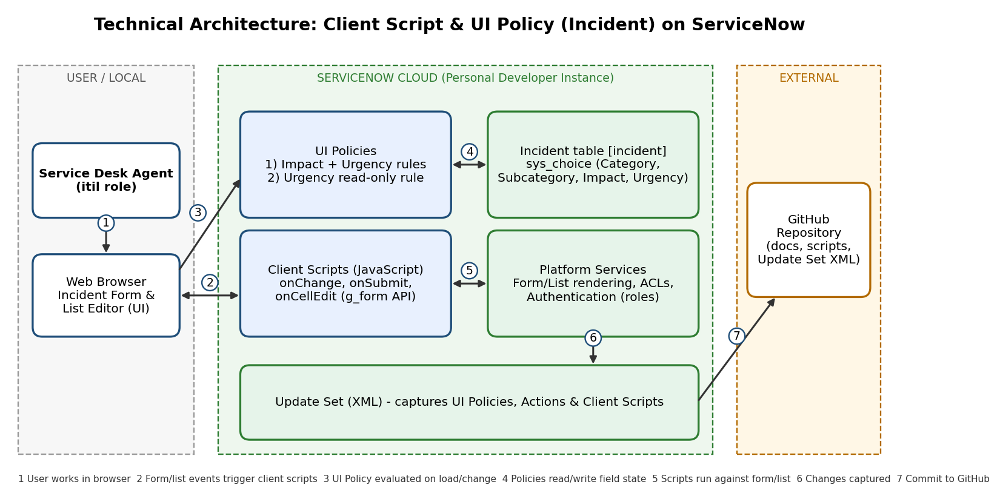 Technical Architecture: Client Script & UI Policy (Incident) on ServiceNow
USER / LOCAL
Service Desk Agent
(itil role)
1
Web Browser
Incident Form &
List Editor (UI)
3
2
SERVICENOW CLOUD (Personal Developer Instance)
UI Policies
1) Impact + Urgency rules
2) Urgency read-only rule
4
Incident table [incident]
sys_choice (Category,
Subcategory, Impact, Urgency)
Client Scripts (JavaScript)
onChange, onSubmit,
onCellEdit (g_form API)
5
Platform Services
Form/List rendering, ACLs,
Authentication (roles)
6
Update Set (XML) - captures UI Policies, Actions & Client Scripts
7
EXTERNAL
GitHub
Repository
(docs, scripts,
Update Set XML)
1 User works in browser  2 Form/list events trigger client scripts  3 UI Policy evaluated on load/change  4 Policies read/write field state  5 Scripts run against form/list  6 Changes captured  7 Commit to GitHub